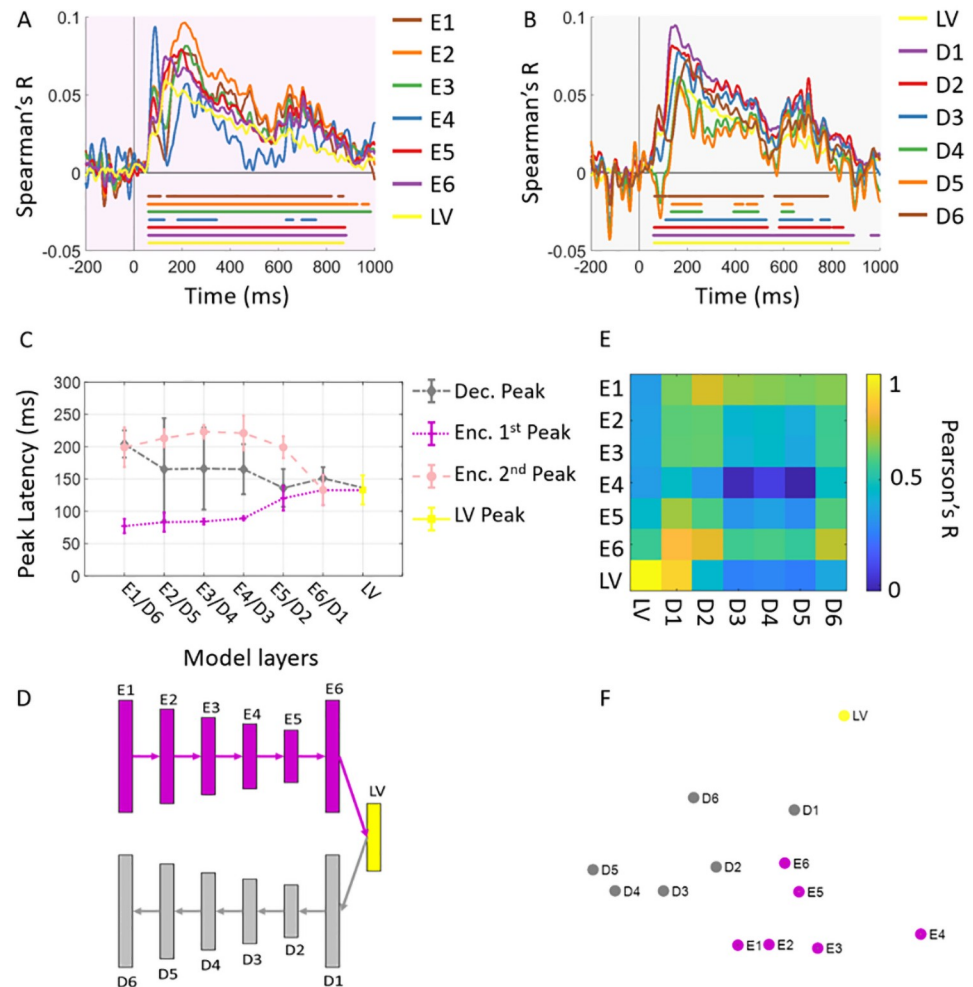 A
Spearman's R
0.1
0.05
0
-0.05
-200 0 200 400 600 800 1000
Time (ms)
E1
E2
E3
E4
E5
E6
LV
B
Spearman's R
0.1
0.05
0
-0.05
-200 0 200 400 600 800 1000
Time (ms)
LV
D1
D2
D3
D4
D5
D6
C
Peak Latency (ms)
300
250
200
150
100
50
0
E1/D6 E2/D5 E3/D4 E4/D3 E5/D2 E6/D1 LV
Model layers
Dec. Peak
Enc. 1st Peak
Enc. 2nd Peak
LV Peak
E
E1
E2
E3
E4
E5
E6
LV
LV D1 D2 D3 D4 D5 D6
1
0.5
0
Pearson's R
D
E1 E2 E3 E4 E5 E6
LV
D6 D5 D4 D3 D2 D1
F
LV
D6
D1
E6
D2
D5
D4
D3
E5
E4
E1
E2
E3